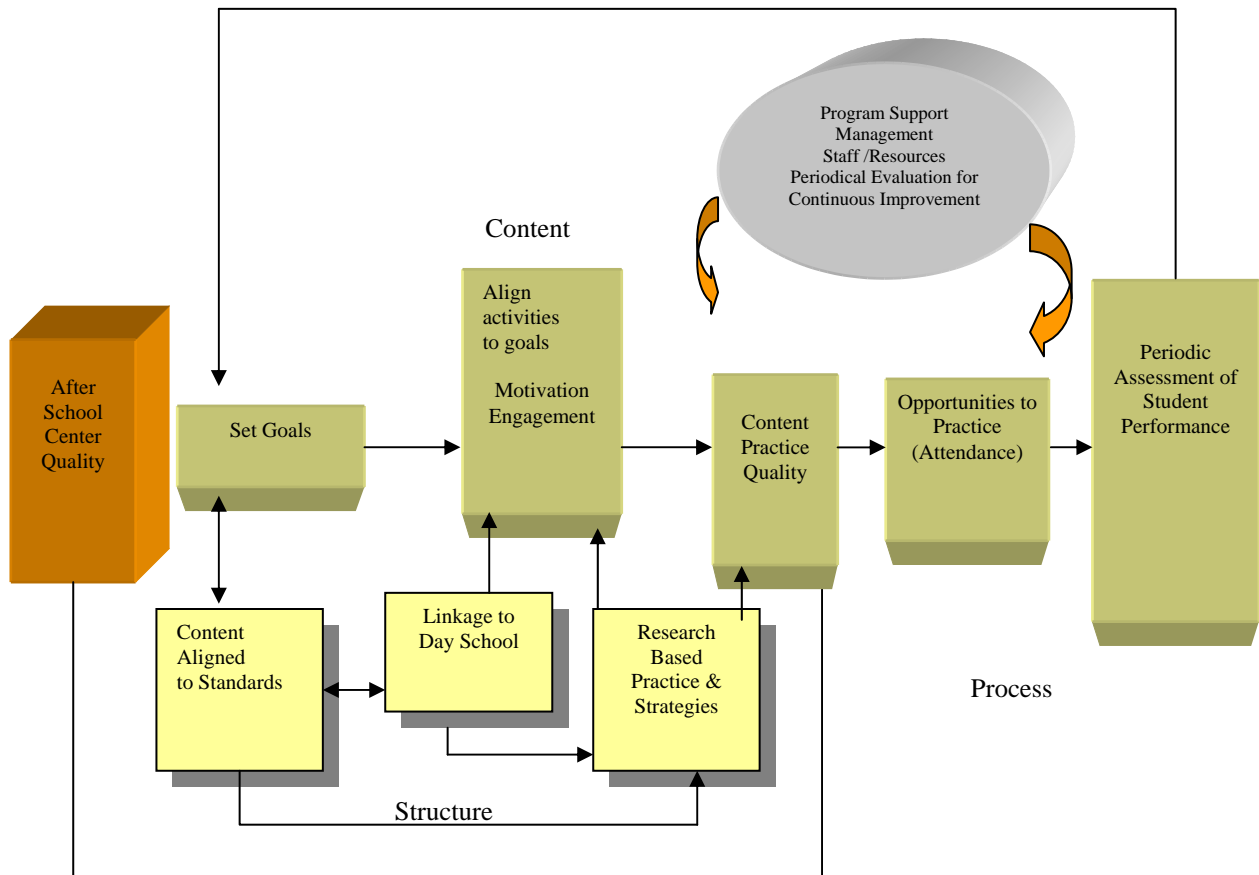 Program Support
Management
Staff /Resources
Periodical Evaluation for
Continuous Improvement
Content
After
School
Center
Quality
Set Goals
Align
activities
to goals
Motivation
Engagement
Content
Practice
Quality
Opportunities to
Practice
(Attendance)
Periodic
Assessment of
Student
Performance
Content
Aligned
to Standards
Linkage to
Day School
Research
Based
Practice &
Strategies
Process
Structure